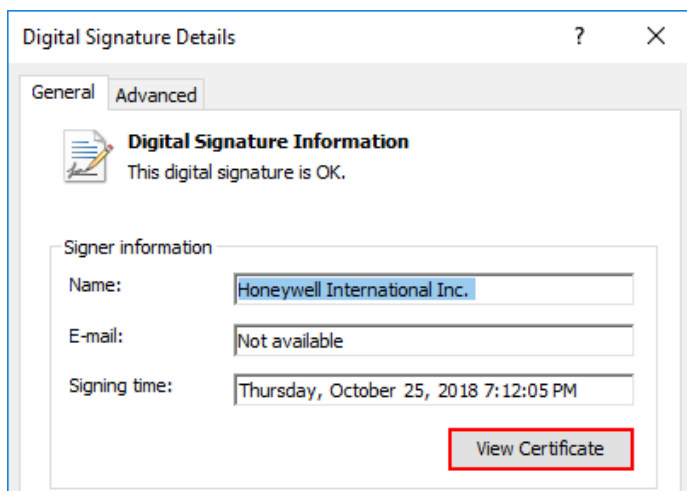 Digital Signature Details ? ×
General Advanced
Digital Signature Information
This digital signature is OK.
Signer information
Name: Honeywell International Inc.
E-mail: Not available
Signing time: Thursday, October 25, 2018 7:12:05 PM
View Certificate